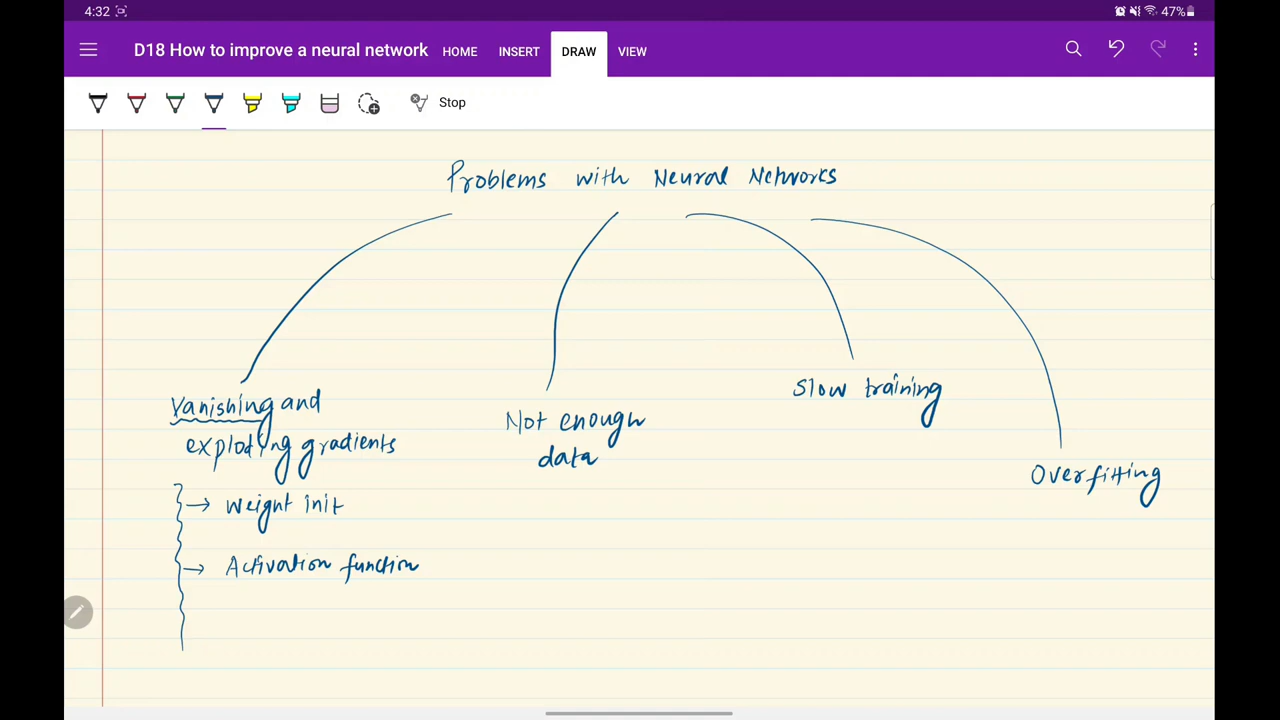 4:32
47%
D18 How to improve a neural network HOME INSERT DRAW VIEW
Stop
Problems with Neural Networks
Vanishing and
exploding gradients
Not enough
data
Slow training
Overfitting
→ Weight init
→ Activation function